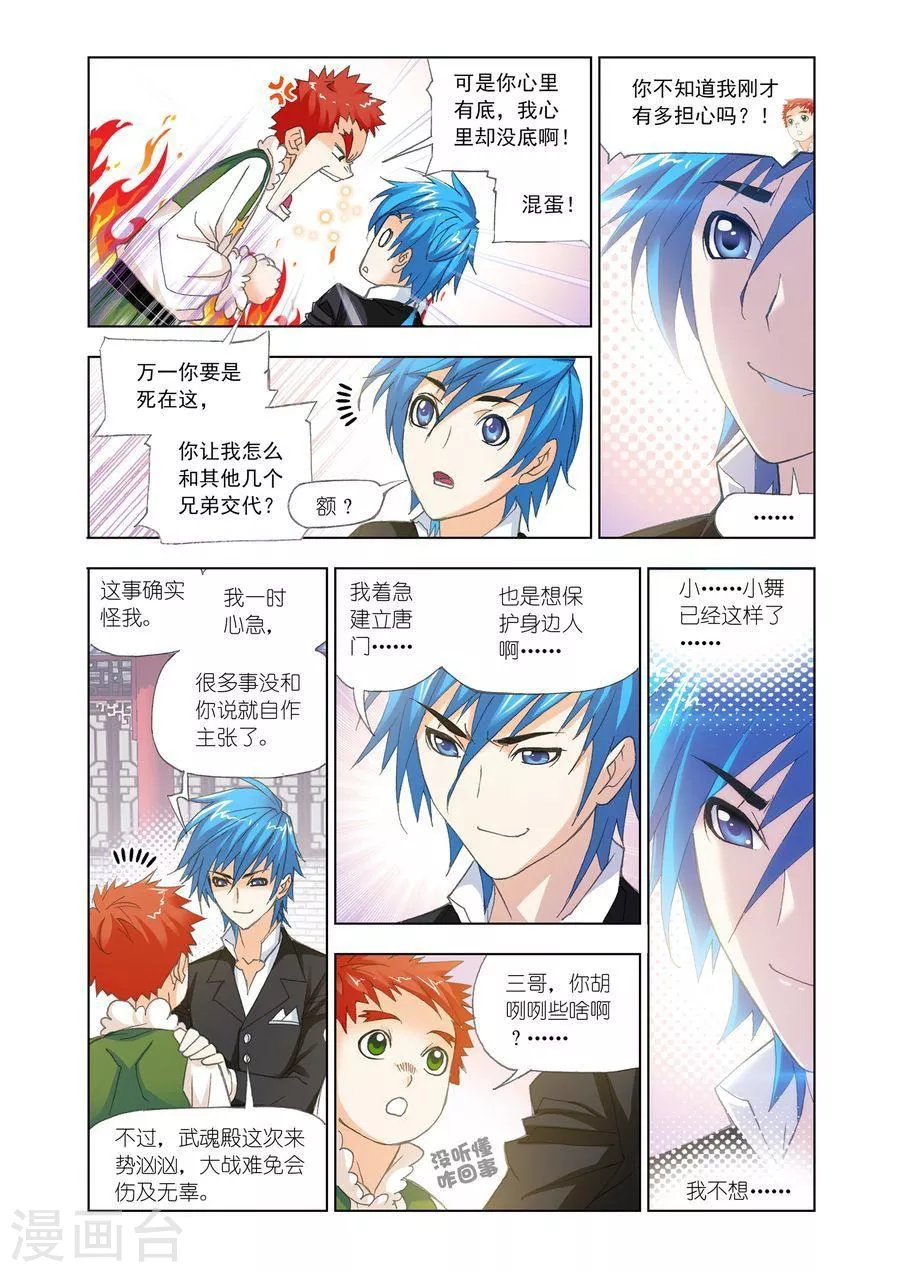 可是你心里
有底，我心
里却没底啊！
混蛋！
你不知道我刚才
有多担心吗？！
万一你要是
死在这，
你让我怎么
和其他几个
兄弟交代？
额？
……
这事确实
怪我。
我一时
心急，
很多事没和
你说就自作
主张了。
不过，武魂殿这次来
势汹汹，大战难免会
伤及无辜。
我着急
建立唐
门……
也是想保
护身边人
啊……
三哥，你胡
咧咧些啥啊
？……
没听懂
咋回事
小……小舞
已经这样了
……
我不想……
漫画台